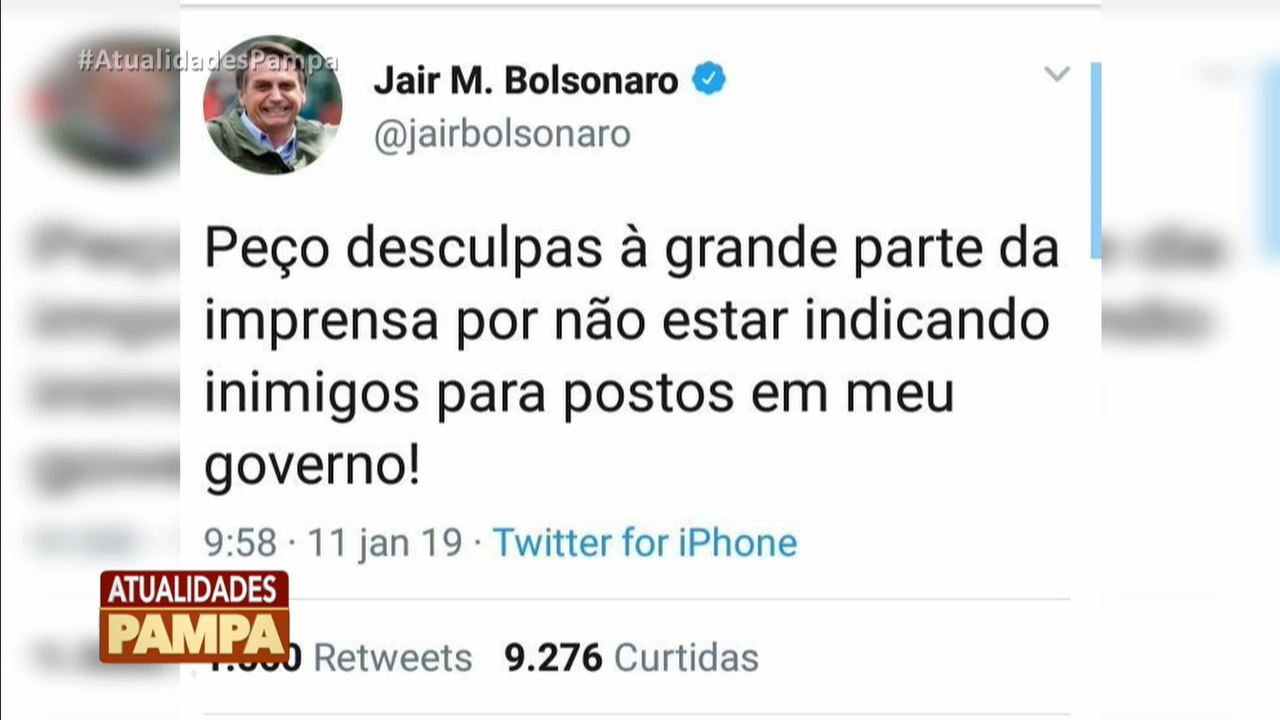 #AtualidadesPampa
Jair M. Bolsonaro
@jairbolsonaro
Peço desculpas à grande parte da
imprensa por não estar indicando
inimigos para postos em meu
governo!
9:58 · 11 jan 19 · Twitter for iPhone
ATUALIDADES
PAMPA
Retweets 9.276 Curtidas